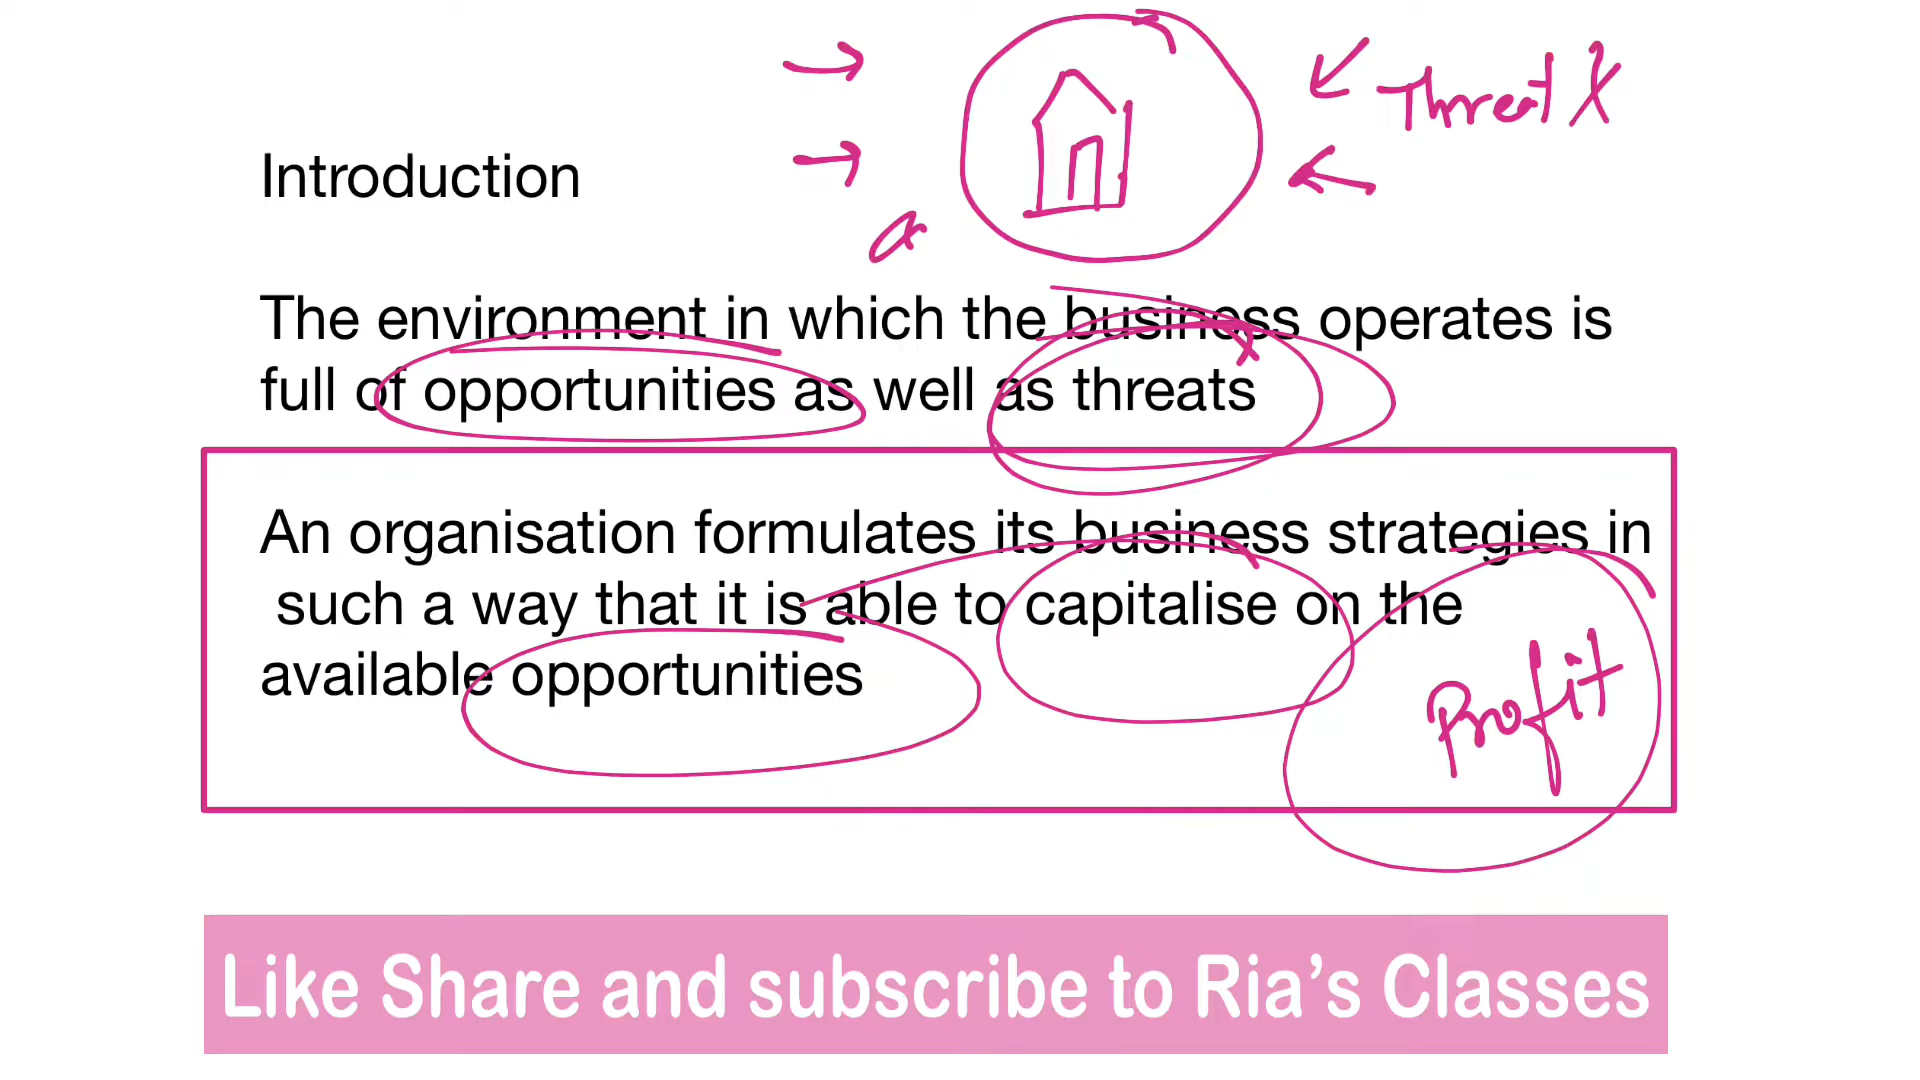 Threat X
Introduction
The environment in which the business operates is
full of opportunities as well as threats
An organisation formulates its business strategies in
such a way that it is able to capitalise on the
available opportunities
Profit
Like Share and subscribe to Ria’s Classes